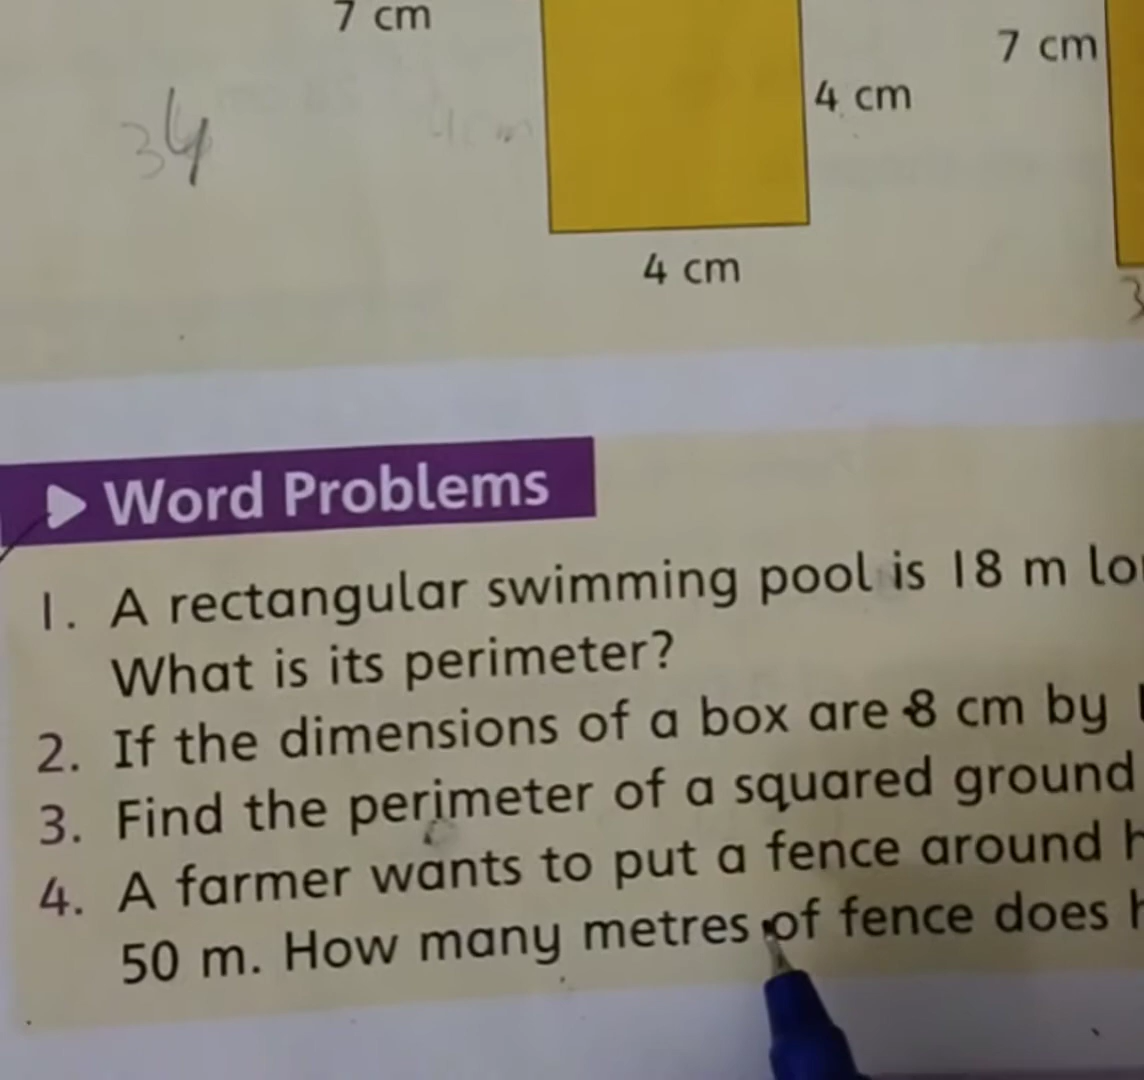 7 cm
7 cm
4 cm
34
4 cm
3
Word Problems
1. A rectangular swimming pool is 18 m
What is its perimeter?
2. If the dimensions of a box are 8 cm by
3. Find the perimeter of a squared ground
4. A farmer wants to put a fence around
50 m. How many metres of fence does